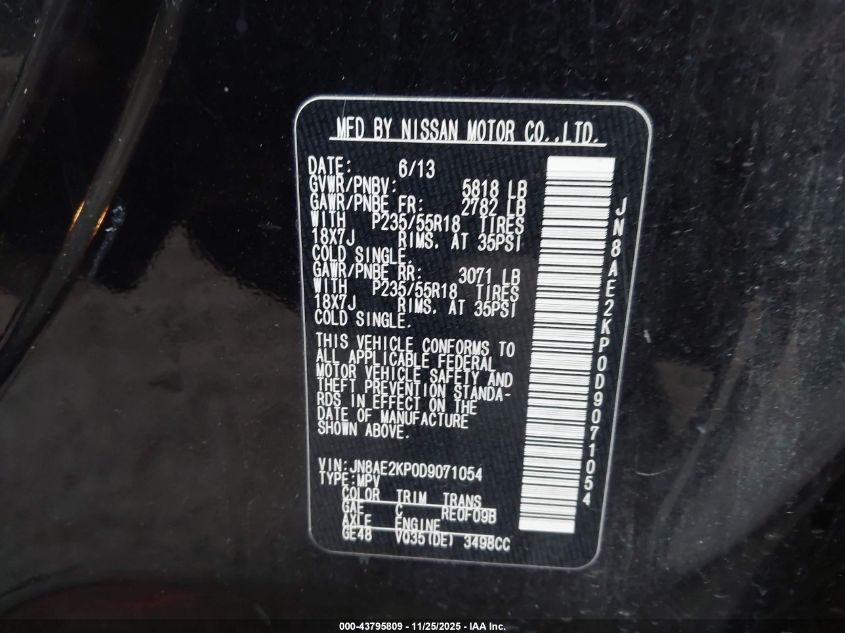 MFD BY NISSAN MOTOR CO.,LTD.
DATE: 6/13
GVWR/PNBV: 5818 LB
GAWR/PNBE FR: 2782 LB
WITH P235/55R18 TIRES
18X7J RIMS. AT 35PSI
COLD SINGLE.
GAWR/PNBE RR: 3071 LB
WITH P235/55R18 TIRES
18X7J RIMS. AT 35PSI
COLD SINGLE.
THIS VEHICLE CONFORMS TO
ALL APPLICABLE FEDERAL
MOTOR VEHICLE SAFETY AND
THEFT PREVENTION STANDA-
RDS IN EFFECT ON THE
DATE OF MANUFACTURE
SHOWN ABOVE.
VIN:JN8AE2KP0D9071054
TYPE:MPV
COLOR TRIM TRANS
GAE C RE0F09B
AXLE ENGINE
GE48 VQ35(DE) 3498CC
JN8AE2KP0D9071054
000-43795809 - 11/25/2025 - IAA Inc.